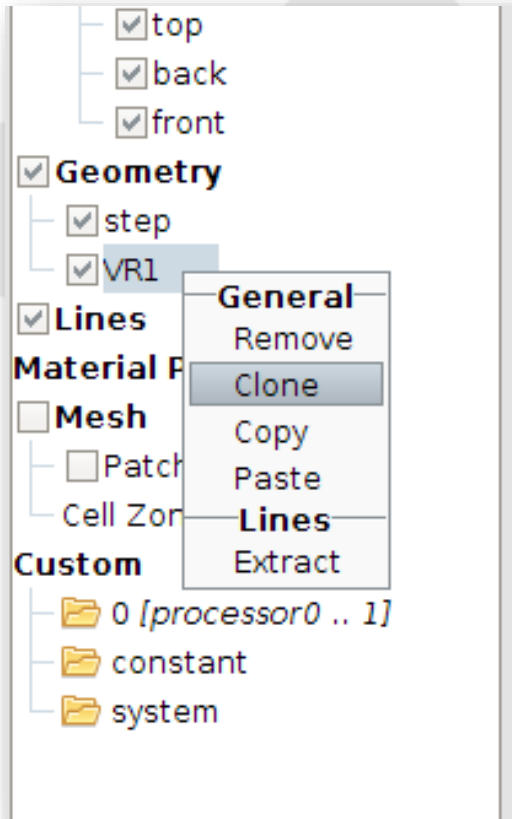 top
back
front
Geometry
step
VR1
General
Lines
Remove
Material P
Clone
Mesh
Copy
Patch
Paste
Cell Zon
Lines
Custom
Extract
0 [processor0 .. 1]
constant
system